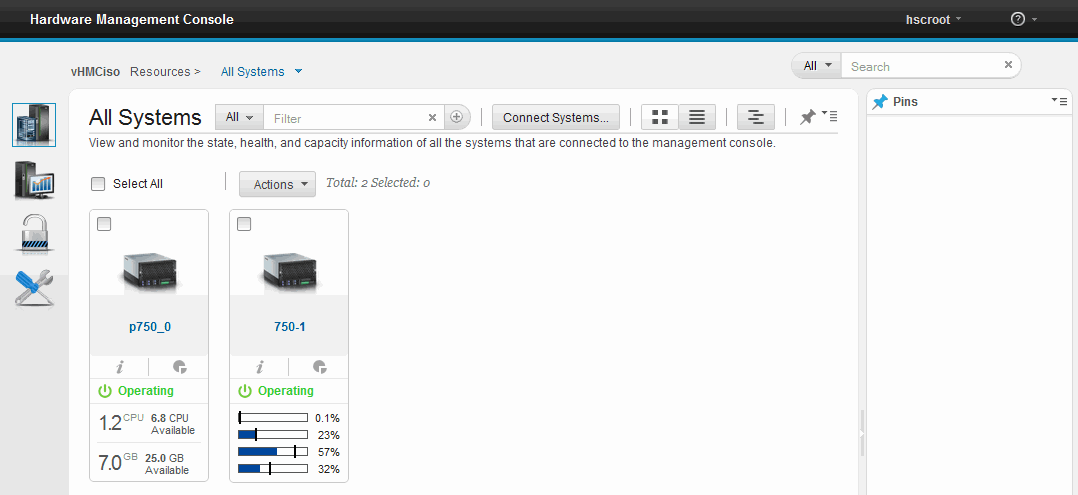 Hardware Management Console
hscroot
?
vHMCiso Resources > All Systems
All Search
All Systems All Filter Connect Systems...
Pins
View and monitor the state, health, and capacity information of all the systems that are connected to the management console.
Select All Actions Total: 2 Selected: 0
p750_0
750-1
i
i
Operating
Operating
1.2 CPU 6.8 CPU
Available
7.0 GB 25.0 GB
Available
0.1%
23%
57%
32%